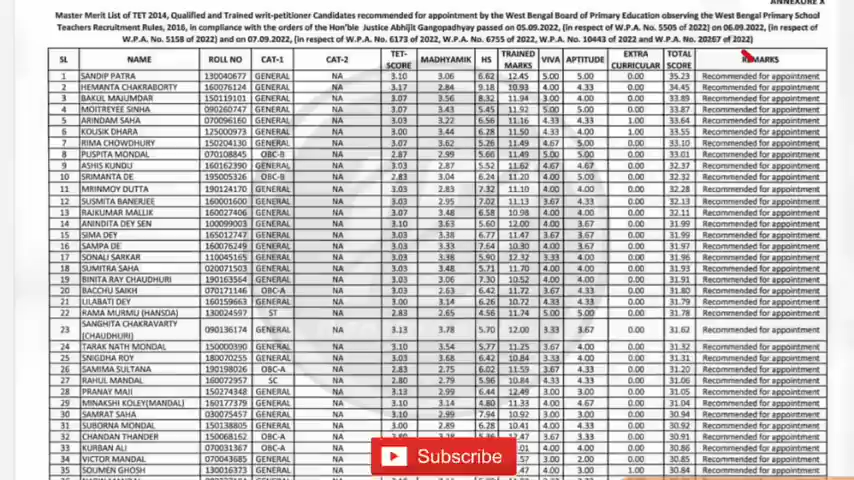 ANNEXURE A
Master Merit List of TET 2014, Qualified and Trained writ-petitioner Candidates recommended for appointment by the West Bengal Board of Primary Education observing the West Bengal Primary School
Teachers Recruitment Rules, 2016, in compliance with the orders of the Hon'ble Justice Abhijit Gangopadhyay passed on 05.09.2022, (in respect of W.P.A. No. 5505 of 2022) on 06.09.2022, (in respect of
W.P.A. No. 5158 of 2022) and on 07.09.2022, (in respect of W.P.A. No. 6173 of 2022, W.P.A. No. 6755 of 2022, W.P.A. No. 10443 of 2022 and W.P.A. No. 20267 of 2022)
SL NAME ROLL NO CAT-1 CAT-2 TET-SCORE MADHYAMIK HS TRAINED MARKS VIVA APTITUDE EXTRA CURRICULAR TOTAL SCORE REMARKS
1 SANDIP PATRA 130040677 GENERAL NA 3.10 3.06 6.62 12.45 5.00 5.00 0.00 35.23 Recommended for appointment
2 HEMANTA CHAKRABORTY 160076124 GENERAL NA 3.17 2.84 9.18 10.93 4.00 4.33 0.00 34.45 Recommended for appointment
3 BAKUL MAJUMDAR 150119101 GENERAL NA 3.07 3.56 8.32 11.94 3.00 4.00 0.00 33.89 Recommended for appointment
4 MOITREYEE SINHA 090260747 GENERAL NA 3.07 3.43 5.45 11.92 5.00 5.00 0.00 33.87 Recommended for appointment
5 ARINDAM SAHA 070096160 GENERAL NA 3.03 3.22 6.56 11.16 4.33 4.33 1.00 33.64 Recommended for appointment
6 KOUSIK DHARA 125000973 GENERAL NA 3.00 3.44 6.28 11.50 4.33 4.00 1.00 33.55 Recommended for appointment
7 RIMA CHOWDHURY 150204130 GENERAL NA 3.07 3.62 5.26 11.49 4.67 5.00 0.00 33.10 Recommended for appointment
8 PUSPITA MONDAL 070108845 OBC-B NA 2.87 2.99 5.66 11.49 5.00 5.00 0.00 33.01 Recommended for appointment
9 ASHIS KUNDU 160162390 GENERAL NA 3.03 2.87 5.52 11.62 4.67 4.67 0.00 32.37 Recommended for appointment
10 SRIMANTA DE 195005326 OBC-B NA 2.83 3.04 6.24 11.20 4.00 5.00 0.00 32.32 Recommended for appointment
11 MRINMOY DUTTA 190124170 GENERAL NA 3.03 2.83 7.32 11.10 4.00 4.00 0.00 32.28 Recommended for appointment
12 SUSMITA BANERJEE 160001600 GENERAL NA 3.03 2.95 7.02 11.13 3.67 4.33 0.00 32.13 Recommended for appointment
13 RAJKUMAR MALLIK 160027406 GENERAL NA 3.07 3.48 6.58 10.98 4.00 4.00 0.00 32.11 Recommended for appointment
14 ANINDITA DEY SEN 100099003 GENERAL NA 3.10 3.63 5.60 12.00 4.00 3.67 0.00 31.99 Recommended for appointment
15 SIMA DEY 165012747 GENERAL NA 3.03 3.38 6.77 11.47 3.67 3.67 0.00 31.99 Recommended for appointment
16 SAMPA DE 160076249 GENERAL NA 3.03 3.33 7.64 10.30 4.00 3.67 0.00 31.97 Recommended for appointment
17 SONALI SARKAR 110045165 GENERAL NA 3.03 3.38 5.90 12.32 3.33 4.00 0.00 31.96 Recommended for appointment
18 SUMITRA SAHA 020071503 GENERAL NA 3.03 3.48 5.71 11.70 4.00 4.00 0.00 31.93 Recommended for appointment
19 BINITA RAY CHAUDHURI 190163564 GENERAL NA 3.03 3.06 7.30 10.52 4.00 4.00 0.00 31.91 Recommended for appointment
20 BACCHU SAIKH 070171146 OBC-A NA 2.83 2.63 6.42 11.72 3.67 4.33 0.00 31.80 Recommended for appointment
21 LILABATI DEY 160159663 GENERAL NA 3.00 3.14 6.26 10.72 4.33 4.33 0.00 31.79 Recommended for appointment
22 RAMA MURMU (HANSDA) 130024597 ST NA 2.83 2.65 4.56 11.74 5.00 5.00 0.00 31.78 Recommended for appointment
23 SANGHITA CHAKRAVARTY (CHAUDHURI) 090136174 GENERAL NA 3.13 3.78 5.70 12.00 3.33 3.67 0.00 31.62 Recommended for appointment
24 TARAK NATH MONDAL 150000390 GENERAL NA 3.10 3.54 5.77 11.25 3.67 4.00 0.00 31.32 Recommended for appointment
25 SNIGDHA ROY 180070255 GENERAL NA 3.03 3.68 6.42 10.84 3.33 4.00 0.00 31.31 Recommended for appointment
26 SAMIMA SULTANA 190198026 OBC-A NA 2.83 2.75 6.02 11.59 3.67 4.33 0.00 31.20 Recommended for appointment
27 RAHUL MANDAL 160072957 SC NA 2.80 2.79 5.96 10.84 4.33 4.33 0.00 31.06 Recommended for appointment
28 PRANAY MAJI 150274348 GENERAL NA 3.13 2.99 6.44 12.49 3.00 3.00 0.00 31.05 Recommended for appointment
29 MINAKSHI KOLEY(MANDAL) 160177379 GENERAL NA 3.10 3.14 4.80 11.33 4.00 4.67 0.00 31.04 Recommended for appointment
30 SAMRAT SAHA 030075457 GENERAL NA 3.10 2.99 7.94 10.92 3.00 3.00 0.00 30.94 Recommended for appointment
31 SUBORNA MONDAL 150138805 GENERAL NA 3.00 2.89 6.28 10.41 4.00 4.33 0.00 30.92 Recommended for appointment
32 CHANDAN THANDER 150068162 OBC-A NA 3.67 3.33 0.00 30.91 Recommended for appointment
33 KURBAN ALI 070031367 OBC-A NA 4.00 4.00 0.00 30.86 Recommended for appointment
34 VICTOR MANDAL 070043685 GENERAL NA 3.00 2.00 0.00 30.85 Recommended for appointment
35 SOUMEN GHOSH 130016373 GENERAL NA 4.00 3.00 1.00 30.84 Recommended for appointment
Subscribe